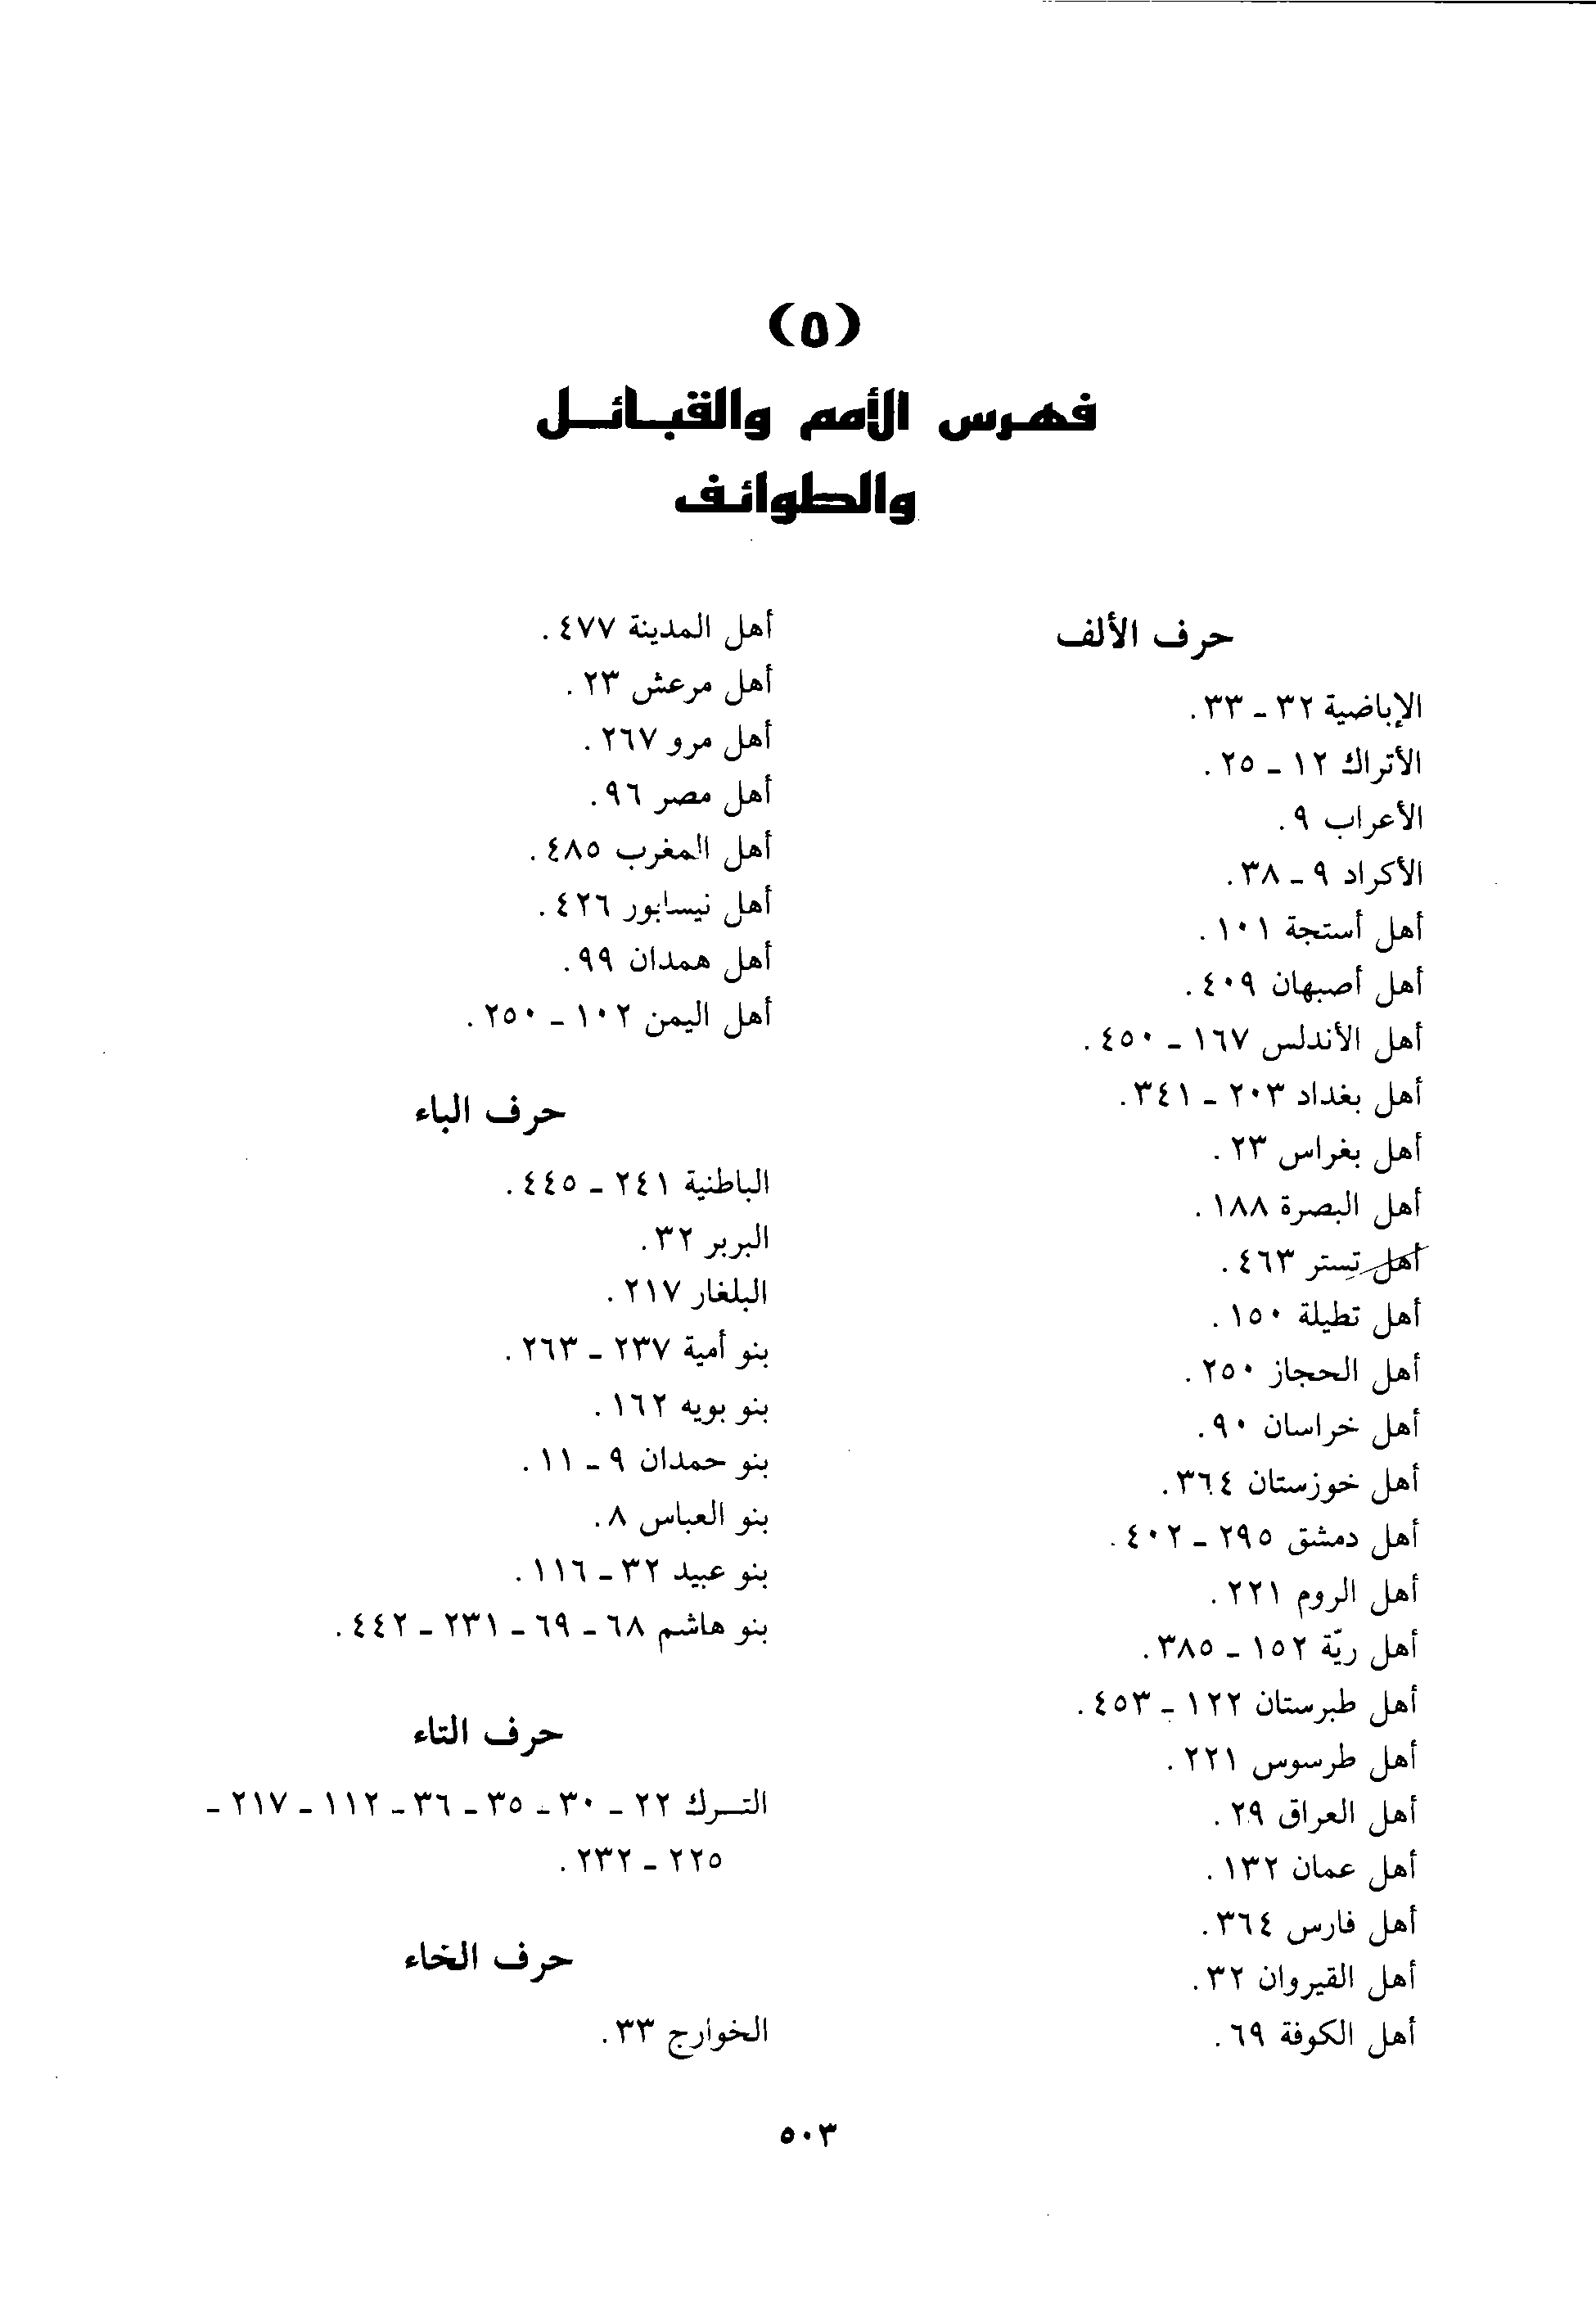 (٥)
فهرس الأمم والقبائل
والطوائف
حرف الألف
الإباضية ٣٢ ـ ٣٣.
الأتراك ١٢ ـ ٢٥.
الأعراب ٩.
الأكراد ٩ ـ ٣٨.
أهل أستجة ١٠١.
أهل أصبهان ٤٠٩.
أهل الأندلس ١٦٧ ـ ٤٥٠.
أهل بغداد ٢٠٣ ـ ٣٤١.
أهل بغراس ٢٣.
أهل البصرة ١٨٨.
أهل تستر ٤٦٣.
أهل تطيلة ١٥٠.
أهل الحجاز ٢٥٠.
أهل خراسان ٩٠.
أهل خوزستان ٣٦٤.
أهل دمشق ٢٩٥ ـ ٤٠٢.
أهل الروم ٢٢١.
أهل ريّة ١٥٢ ـ ٣٨٥.
أهل طبرستان ١٢٢ ـ ٤٥٣.
أهل طرسوس ٢٢١.
أهل العراق ٢٩.
أهل عمان ١٣٢.
أهل فارس ٣٦٤.
أهل القيروان ٣٢.
أهل الكوفة ٦٩.
أهل المدينة ٤٧٧.
أهل مرعش ٢٣.
أهل مرو ٢٦٧.
أهل مصر ٩٦.
أهل المغرب ٤٨٥.
أهل نيسابور ٤٢٦.
أهل همدان ٩٩.
أهل اليمن ١٠٢ ـ ٢٥٠.
حرف الباء
الباطنية ٢٤١ ـ ٤٤٥.
البربر ٣٢.
البلغار ٢١٧.
بنو أمية ٢٣٧ ـ ٢٦٣.
بنو بويه ١٦٢.
بنو حمدان ٩ ـ ١١.
بنو العباس ٨.
بنو عبيد ٣٢ ـ ١١٦.
بنو هاشم ٦٨ ـ ٦٩ ـ ٢٣١ ـ ٤٤٢.
حرف التاء
التـرك ٢٢ ـ ٣٠ ـ ٣٥ ـ ٣٦ ـ ١١٢ ـ ٢١٧ ـ
٢٢٥ ـ ٢٣٢.
حرف الخاء
الخوارج ٣٣.
٥٠٣